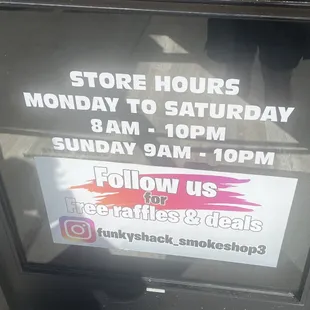 STORE HOURS
MONDAY TO SATURDAY
8AM - 10PM
SUNDAY 9AM - 10PM
Follow us
for
Free raffles & deals
funkyshack_smokeshop3